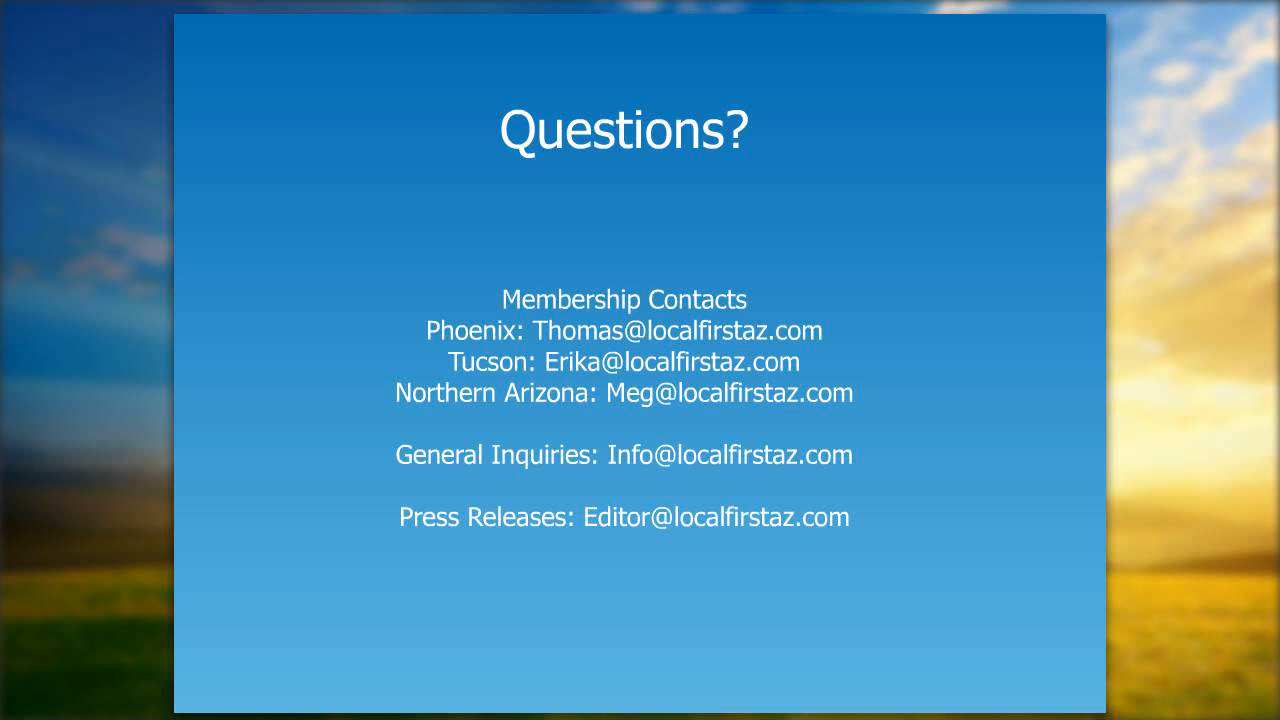 Questions?
Membership Contacts
Phoenix: Thomas@localfirstaz.com
Tucson: Erika@localfirstaz.com
Northern Arizona: Meg@localfirstaz.com
General Inquiries: Info@localfirstaz.com
Press Releases: Editor@localfirstaz.com